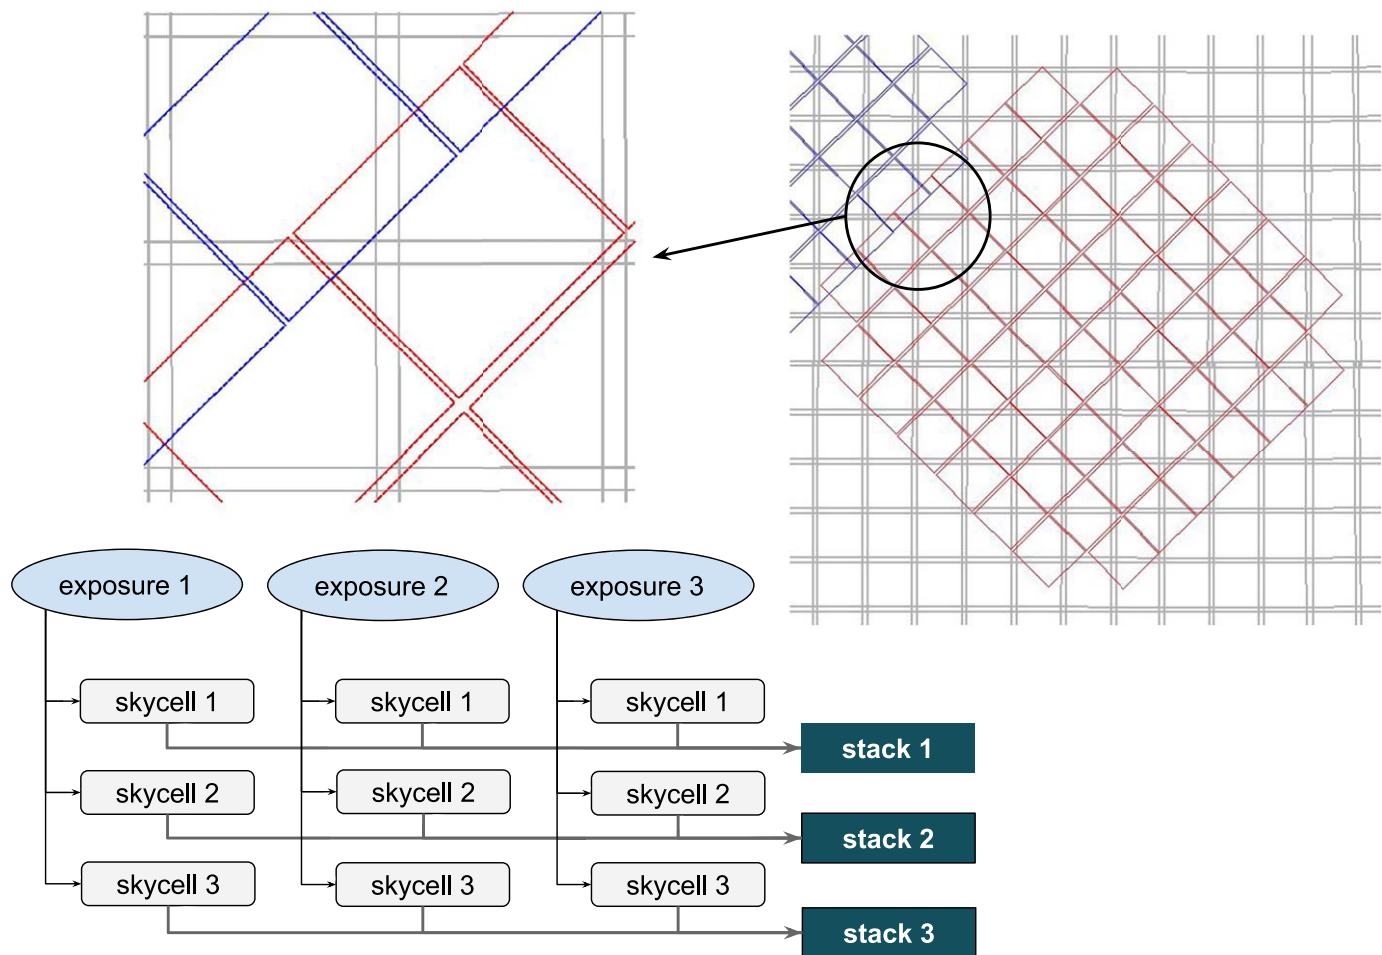 exposure 1
exposure 2
exposure 3
skycell 1
skycell 1
skycell 1
stack 1
skycell 2
skycell 2
skycell 2
stack 2
skycell 3
skycell 3
skycell 3
stack 3